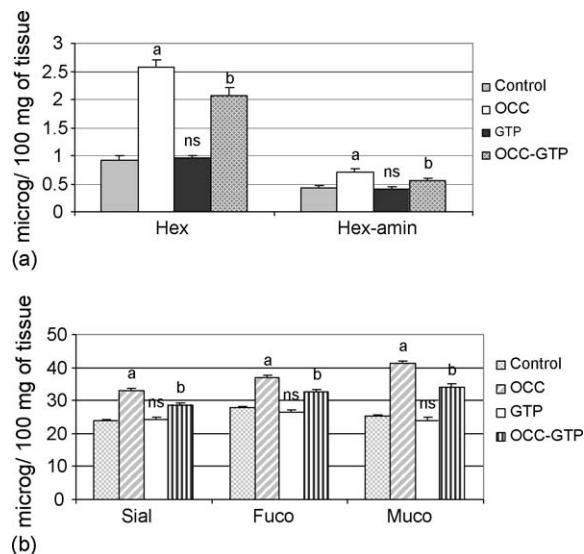 microg/ 100 mg of tissue
3
2.5
2
1.5
1
0.5
0
a
ns
b
a
ns
b
Hex
Hex-amin
Control
OCC
GTP
OCC-GTP
(a)
microg/ 100 mg of tissue
50
40
30
20
10
0
a
ns
b
a
ns
b
a
ns
b
Sial
Fuco
Muco
Control
OCC
GTP
OCC-GTP
(b)